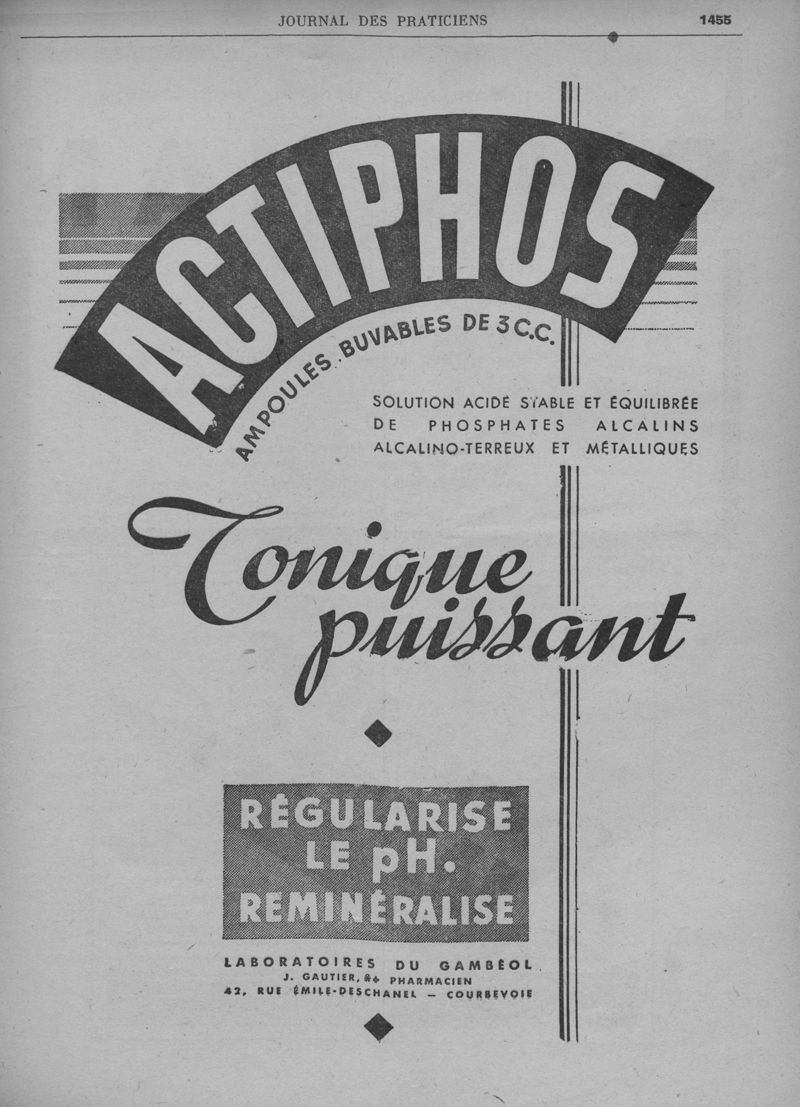 JOURNAL DES PRATICIENS 1455
ACTIPHOS
AMPOULES BUVABLES DE 3 C.C.
SOLUTION ACIDE STABLE ET ÉQUILIBRÉE
DE PHOSPHATES ALCALINS
ALCALINO-TERREUX ET MÉTALLIQUES
Tonique
puissant
RÉGULARISE
LE pH.
REMINÉRALISE
LABORATOIRES DU GAMBÉOL
J. GAUTIER, PHARMACIEN
42, RUE ÉMILE-DESCHANEL — COURBEVOIE